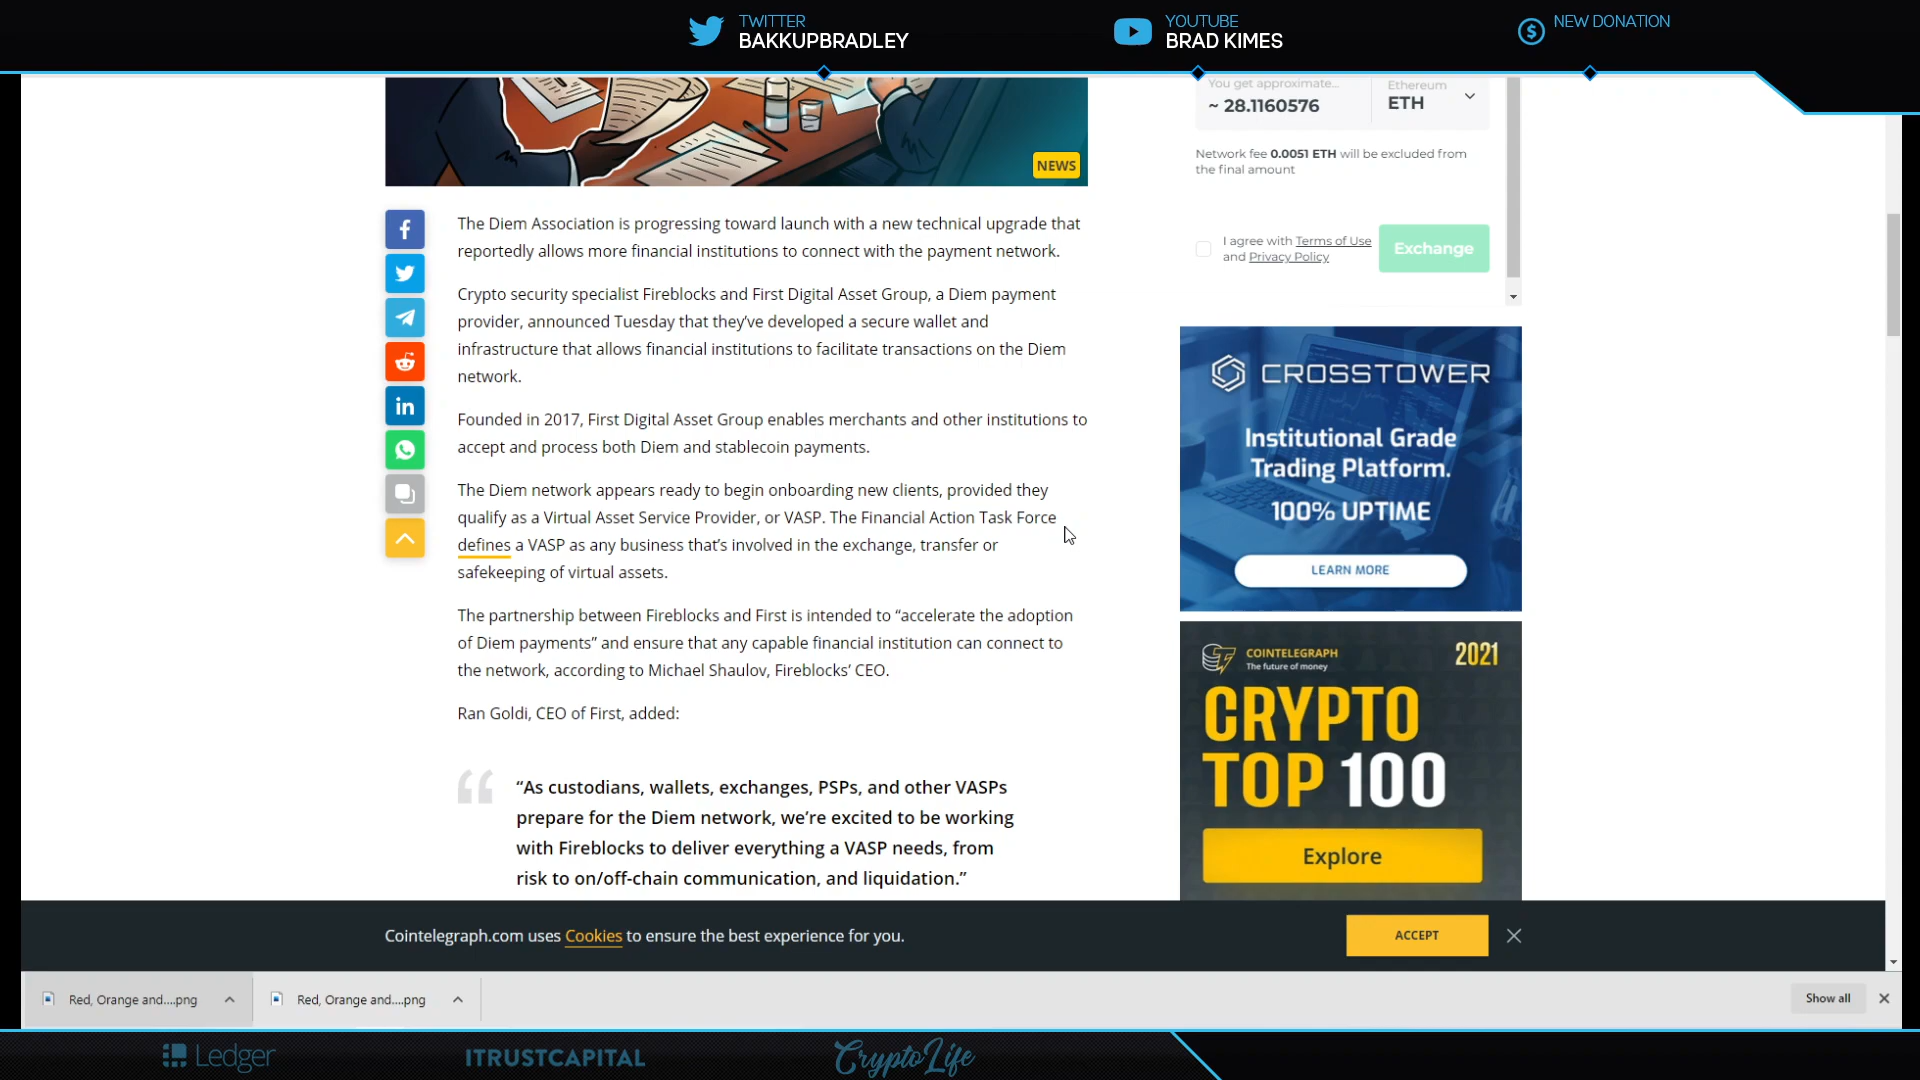 TWITTER
BAKKUPBRADLEY
YOUTUBE
BRAD KIMES
NEW DONATION
NEWS
The Diem Association is progressing toward launch with a new technical upgrade that
reportedly allows more financial institutions to connect with the payment network.
Crypto security specialist Fireblocks and First Digital Asset Group, a Diem payment
provider, announced Tuesday that they’ve developed a secure wallet and
infrastructure that allows financial institutions to facilitate transactions on the Diem
network.
Founded in 2017, First Digital Asset Group enables merchants and other institutions to
accept and process both Diem and stablecoin payments.
The Diem network appears ready to begin onboarding new clients, provided they
qualify as a Virtual Asset Service Provider, or VASP. The Financial Action Task Force
defines a VASP as any business that’s involved in the exchange, transfer or
safekeeping of virtual assets.
The partnership between Fireblocks and First is intended to “accelerate the adoption
of Diem payments” and ensure that any capable financial institution can connect to
the network, according to Michael Shaulov, Fireblocks’ CEO.
Ran Goldi, CEO of First, added:
“As custodians, wallets, exchanges, PSPs, and other VASPs
prepare for the Diem network, we’re excited to be working
with Fireblocks to deliver everything a VASP needs, from
risk to on/off-chain communication, and liquidation.”
You get approximate...
~ 28.1160576
Ethereum
ETH
Network fee 0.0051 ETH will be excluded from
the final amount
I agree with Terms of Use
and Privacy Policy
Exchange
CROSSTOWER
Institutional Grade
Trading Platform.
100% UPTIME
LEARN MORE
COINTELEGRAPH
The future of money
2021
CRYPTO
TOP 100
Explore
Cointelegraph.com uses Cookies to ensure the best experience for you.
ACCEPT
Red, Orange and....png
Red, Orange and....png
Show all
Ledger
ITRUSTCAPITAL
CryptoLife